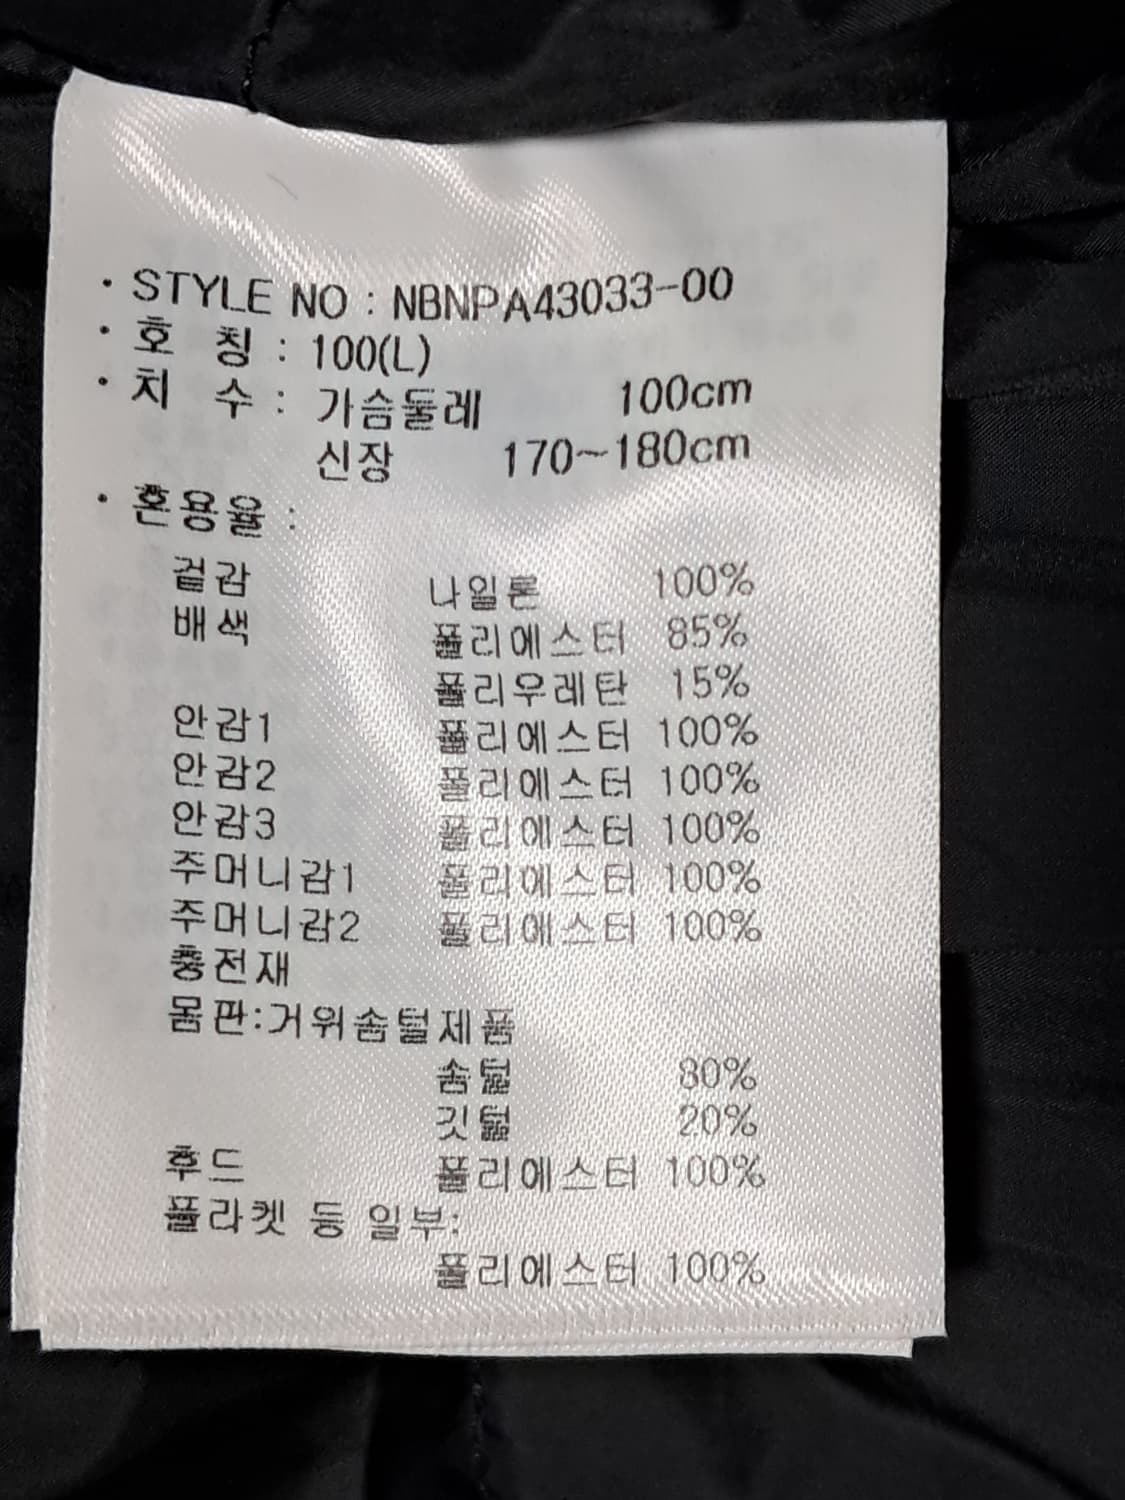 · STYLE NO : NBNPA43033-00
· 호 칭 : 100(L)
· 치 수 : 가슴둘레 100cm
신장 170~180cm
· 혼용율 :
겉감 나일론 100%
배색 폴리에스터 85%
폴리우레탄 15%
안감1 폴리에스터 100%
안감2 폴리에스터 100%
안감3 폴리에스터 100%
주머니감1 폴리에스터 100%
주머니감2 폴리에스터 100%
충전재
몸판:거위솜털제품
솜털 80%
깃털 20%
후드 폴리에스터 100%
플라켓 등 일부:
폴리에스터 100%